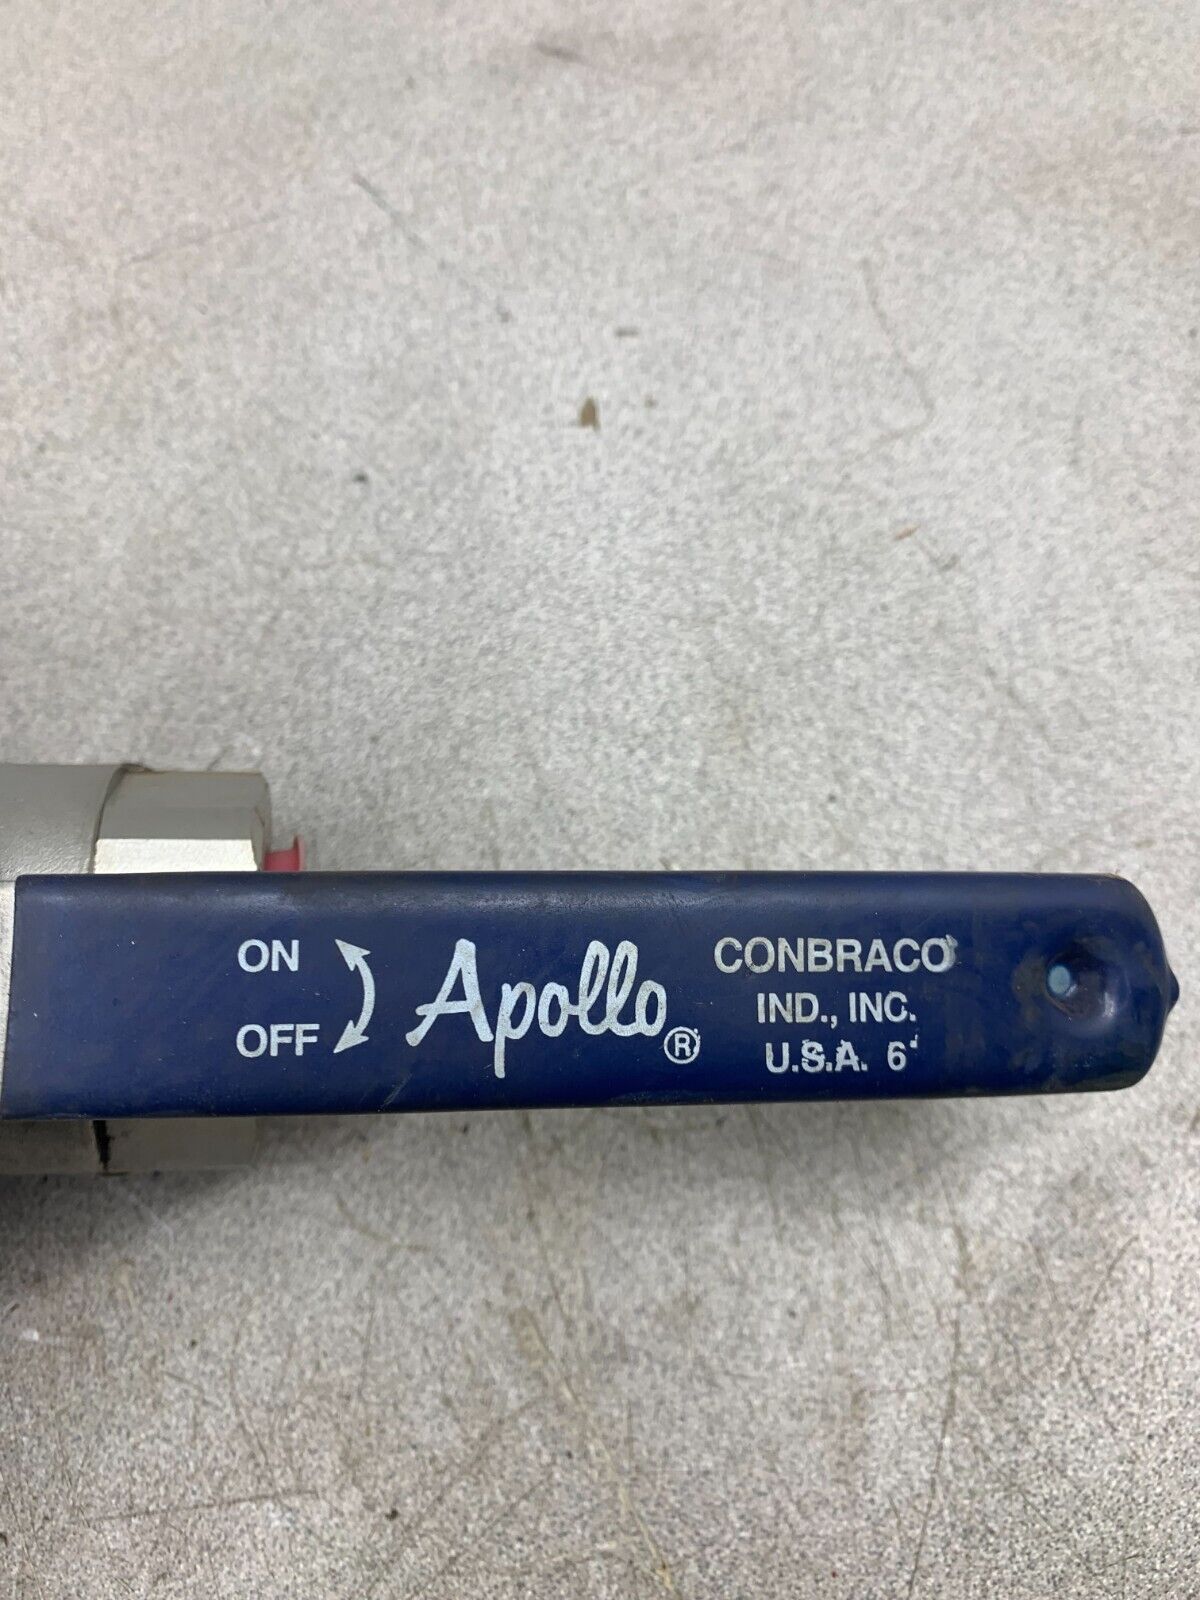 ON
OFF
Apollo®
CONBRACO
IND., INC.
U.S.A. 6